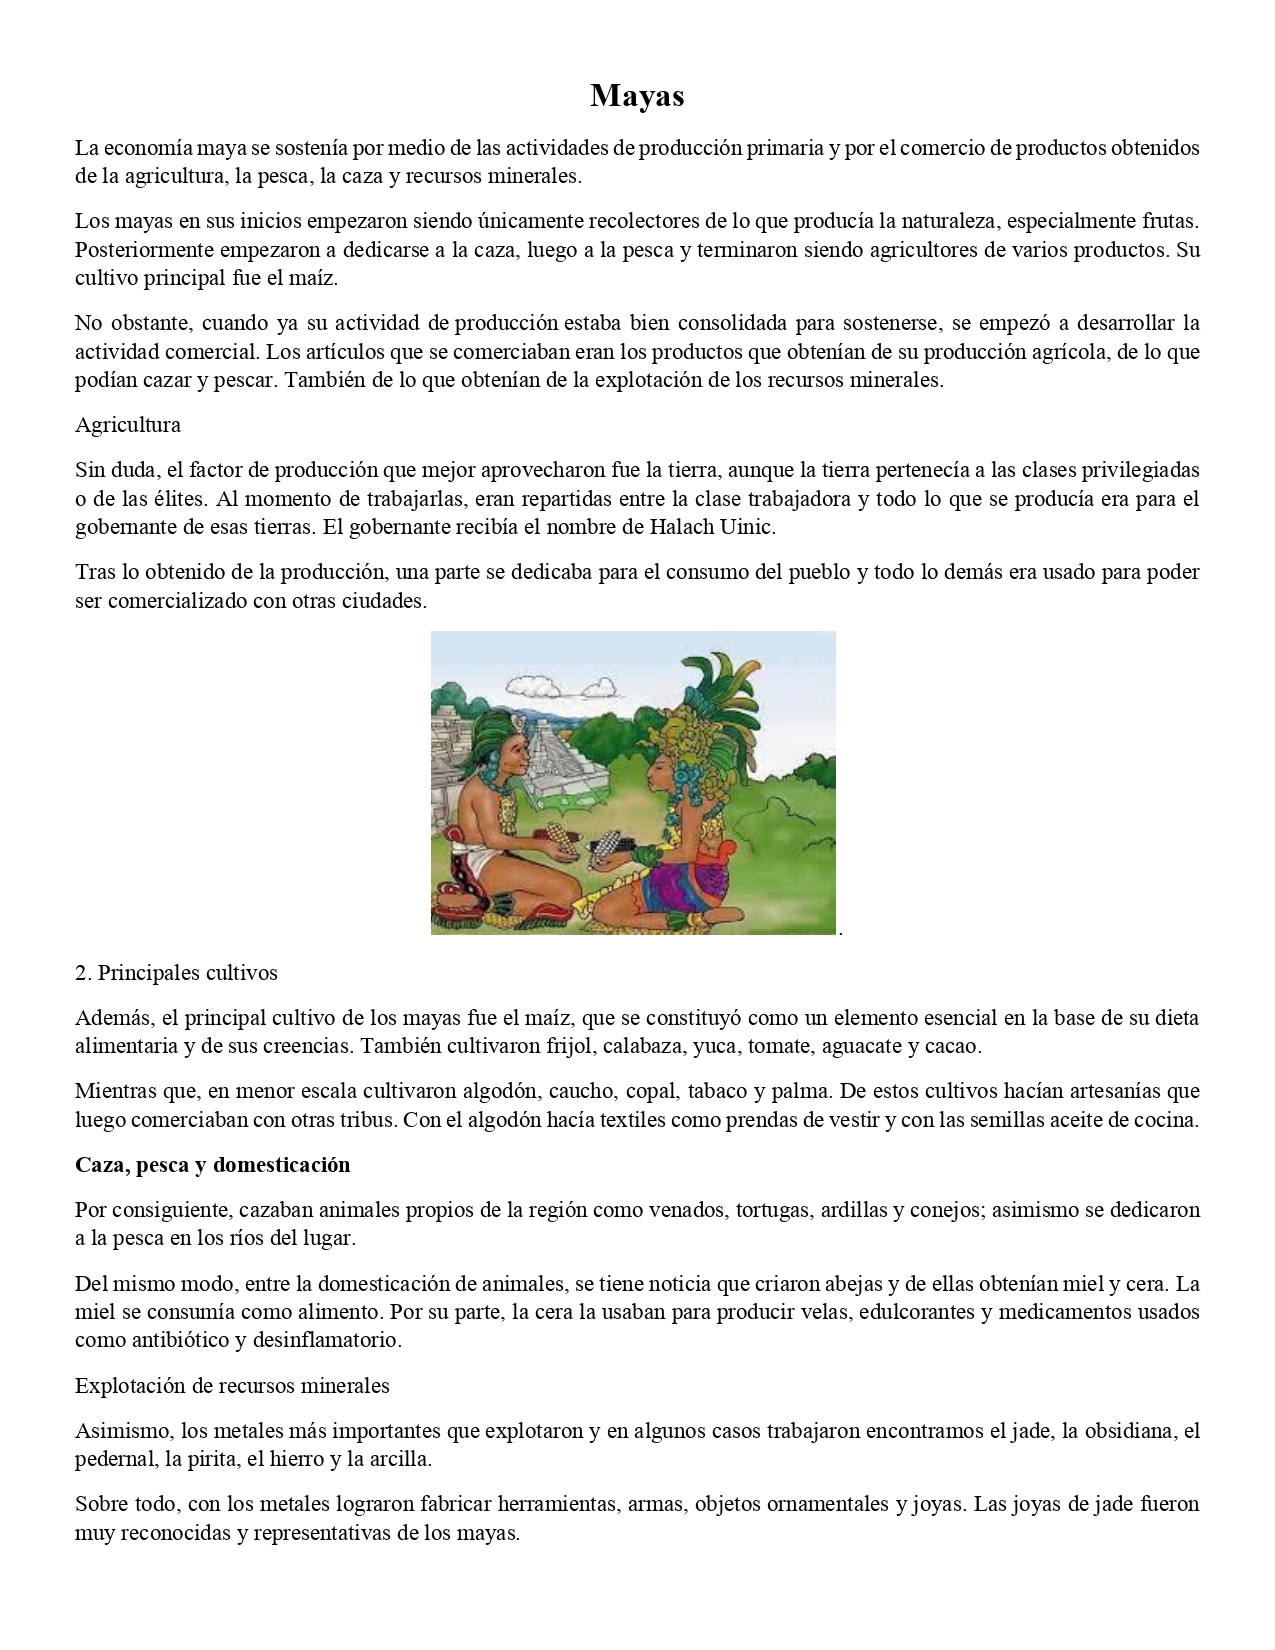 Mayas
La economía maya se sostenía por medio de las actividades de producción primaria y por el comercio de productos obtenidos
de la agricultura, la pesca, la caza y recursos minerales.
Los mayas en sus inicios empezaron siendo únicamente recolectores de lo que producía la naturaleza, especialmente frutas.
Posteriormente empezaron a dedicarse a la caza, luego a la pesca y terminaron siendo agricultores de varios productos. Su
cultivo principal fue el maíz.
No obstante, cuando ya su actividad de producción estaba bien consolidada para sostenerse, se empezó a desarrollar la
actividad comercial. Los artículos que se comerciaban eran los productos que obtenían de su producción agrícola, de lo que
podían cazar y pescar. También de lo que obtenían de la explotación de los recursos minerales.
Agricultura
Sin duda, el factor de producción que mejor aprovecharon fue la tierra, aunque la tierra pertenecía a las clases privilegiadas
o de las élites. Al momento de trabajarlas, eran repartidas entre la clase trabajadora y todo lo que se producía era para el
gobernante de esas tierras. El gobernante recibía el nombre de Halach Uinic.
Tras lo obtenido de la producción, una parte se dedicaba para el consumo del pueblo y todo lo demás era usado para poder
ser comercializado con otras ciudades.
.
2. Principales cultivos
Además, el principal cultivo de los mayas fue el maíz, que se constituyó como un elemento esencial en la base de su dieta
alimentaria y de sus creencias. También cultivaron frijol, calabaza, yuca, tomate, aguacate y cacao.
Mientras que, en menor escala cultivaron algodón, caucho, copal, tabaco y palma. De estos cultivos hacían artesanías que
luego comerciaban con otras tribus. Con el algodón hacía textiles como prendas de vestir y con las semillas aceite de cocina.
Caza, pesca y domesticación
Por consiguiente, cazaban animales propios de la región como venados, tortugas, ardillas y conejos; asimismo se dedicaron
a la pesca en los ríos del lugar.
Del mismo modo, entre la domesticación de animales, se tiene noticia que criaron abejas y de ellas obtenían miel y cera. La
miel se consumía como alimento. Por su parte, la cera la usaban para producir velas, edulcorantes y medicamentos usados
como antibiótico y desinflamatorio.
Explotación de recursos minerales
Asimismo, los metales más importantes que explotaron y en algunos casos trabajaron encontramos el jade, la obsidiana, el
pedernal, la pirita, el hierro y la arcilla.
Sobre todo, con los metales lograron fabricar herramientas, armas, objetos ornamentales y joyas. Las joyas de jade fueron
muy reconocidas y representativas de los mayas.